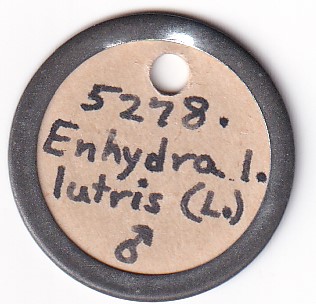 5278.
Enhydra l.
lutris (L.)
♂